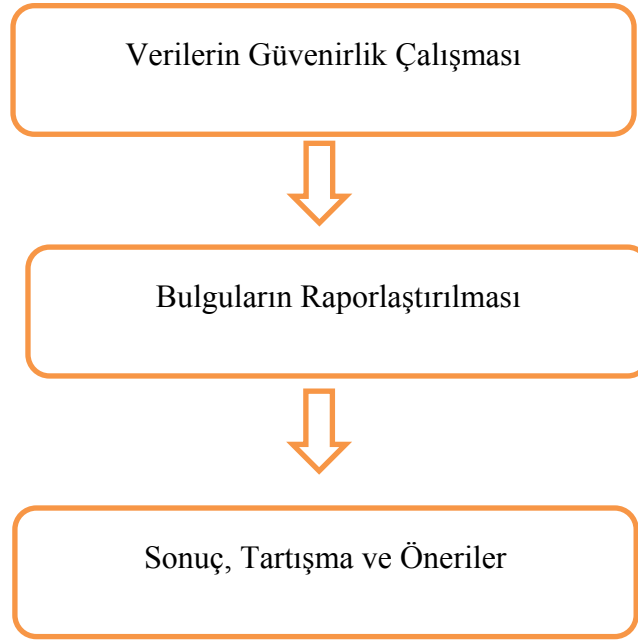 Verilerin Güvenirlik Çalışması
Bulguların Raporlaştırılması
Sonuç, Tartışma ve Öneriler